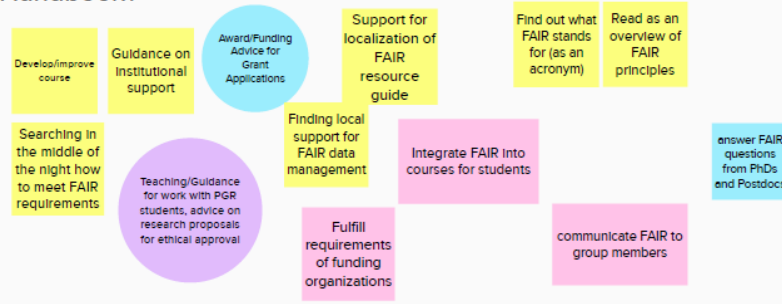 Develop/improve
course
Guidance on
institutional
support
Award/Funding
Advice for
Grant
Applications
Support for
localization of
FAIR
resource
guide
Find out what
FAIR stands
for (as an
acronym)
Read as an
overview of
FAIR
principles
Searching in
the middle of
the night how
to meet FAIR
requirements
Teaching/Guidance
for work with PGR
students, advice on
research proposals
for ethical approval
Finding local
support for
FAIR data
management
Integrate FAIR into
courses for students
answer FAIR
questions
from PhDs
and Postdocs
Fulfill
requirements
of funding
organizations
communicate FAIR to
group members